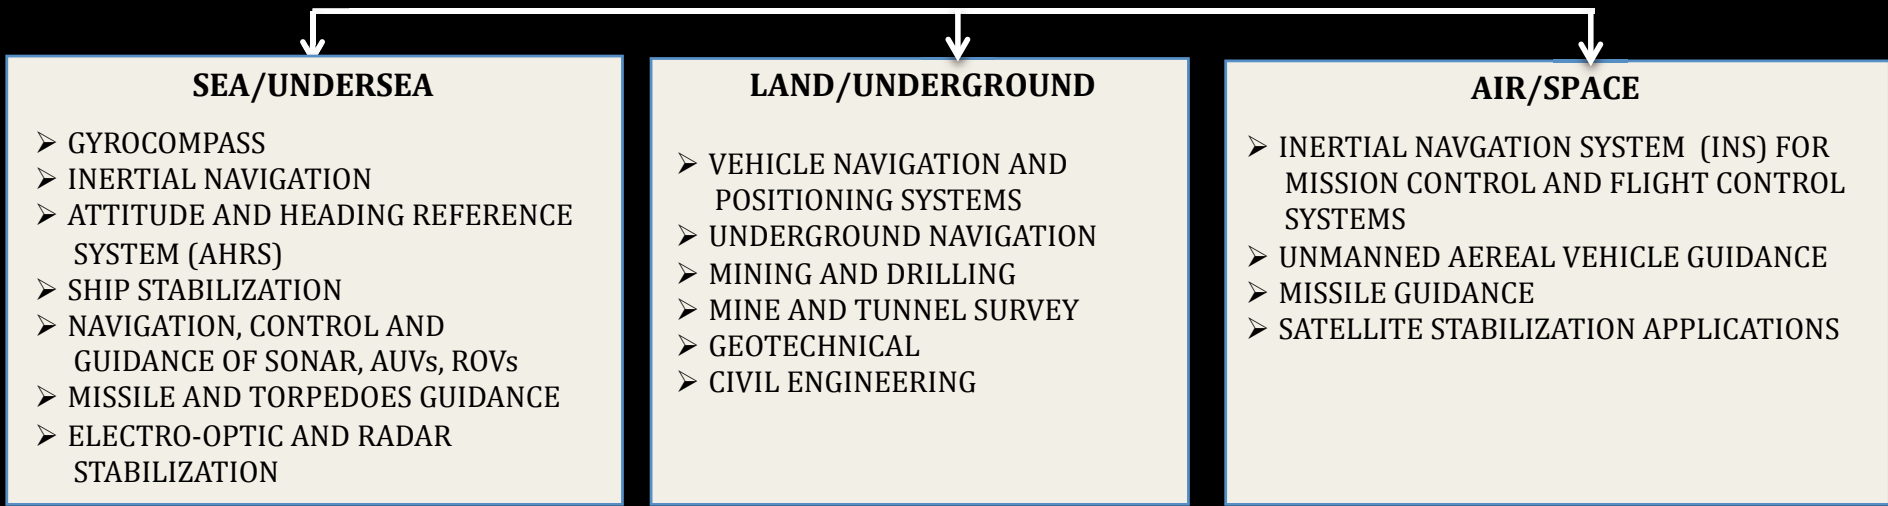 SEA/UNDERSEA
➢ GYROCOMPASS
➢ INERTIAL NAVIGATION
➢ ATTITUDE AND HEADING REFERENCE
SYSTEM (AHRS)
➢ SHIP STABILIZATION
➢ NAVIGATION, CONTROL AND
GUIDANCE OF SONAR, AUVs, ROVs
➢ MISSILE AND TORPEDOES GUIDANCE
➢ ELECTRO-OPTIC AND RADAR
STABILIZATION
LAND/UNDERGROUND
➢ VEHICLE NAVIGATION AND
POSITIONING SYSTEMS
➢ UNDERGROUND NAVIGATION
➢ MINING AND DRILLING
➢ MINE AND TUNNEL SURVEY
➢ GEOTECHNICAL
➢ CIVIL ENGINEERING
AIR/SPACE
➢ INERTIAL NAVGATION SYSTEM (INS) FOR
MISSION CONTROL AND FLIGHT CONTROL
SYSTEMS
➢ UNMANNED AEREAL VEHICLE GUIDANCE
➢ MISSILE GUIDANCE
➢ SATELLITE STABILIZATION APPLICATIONS